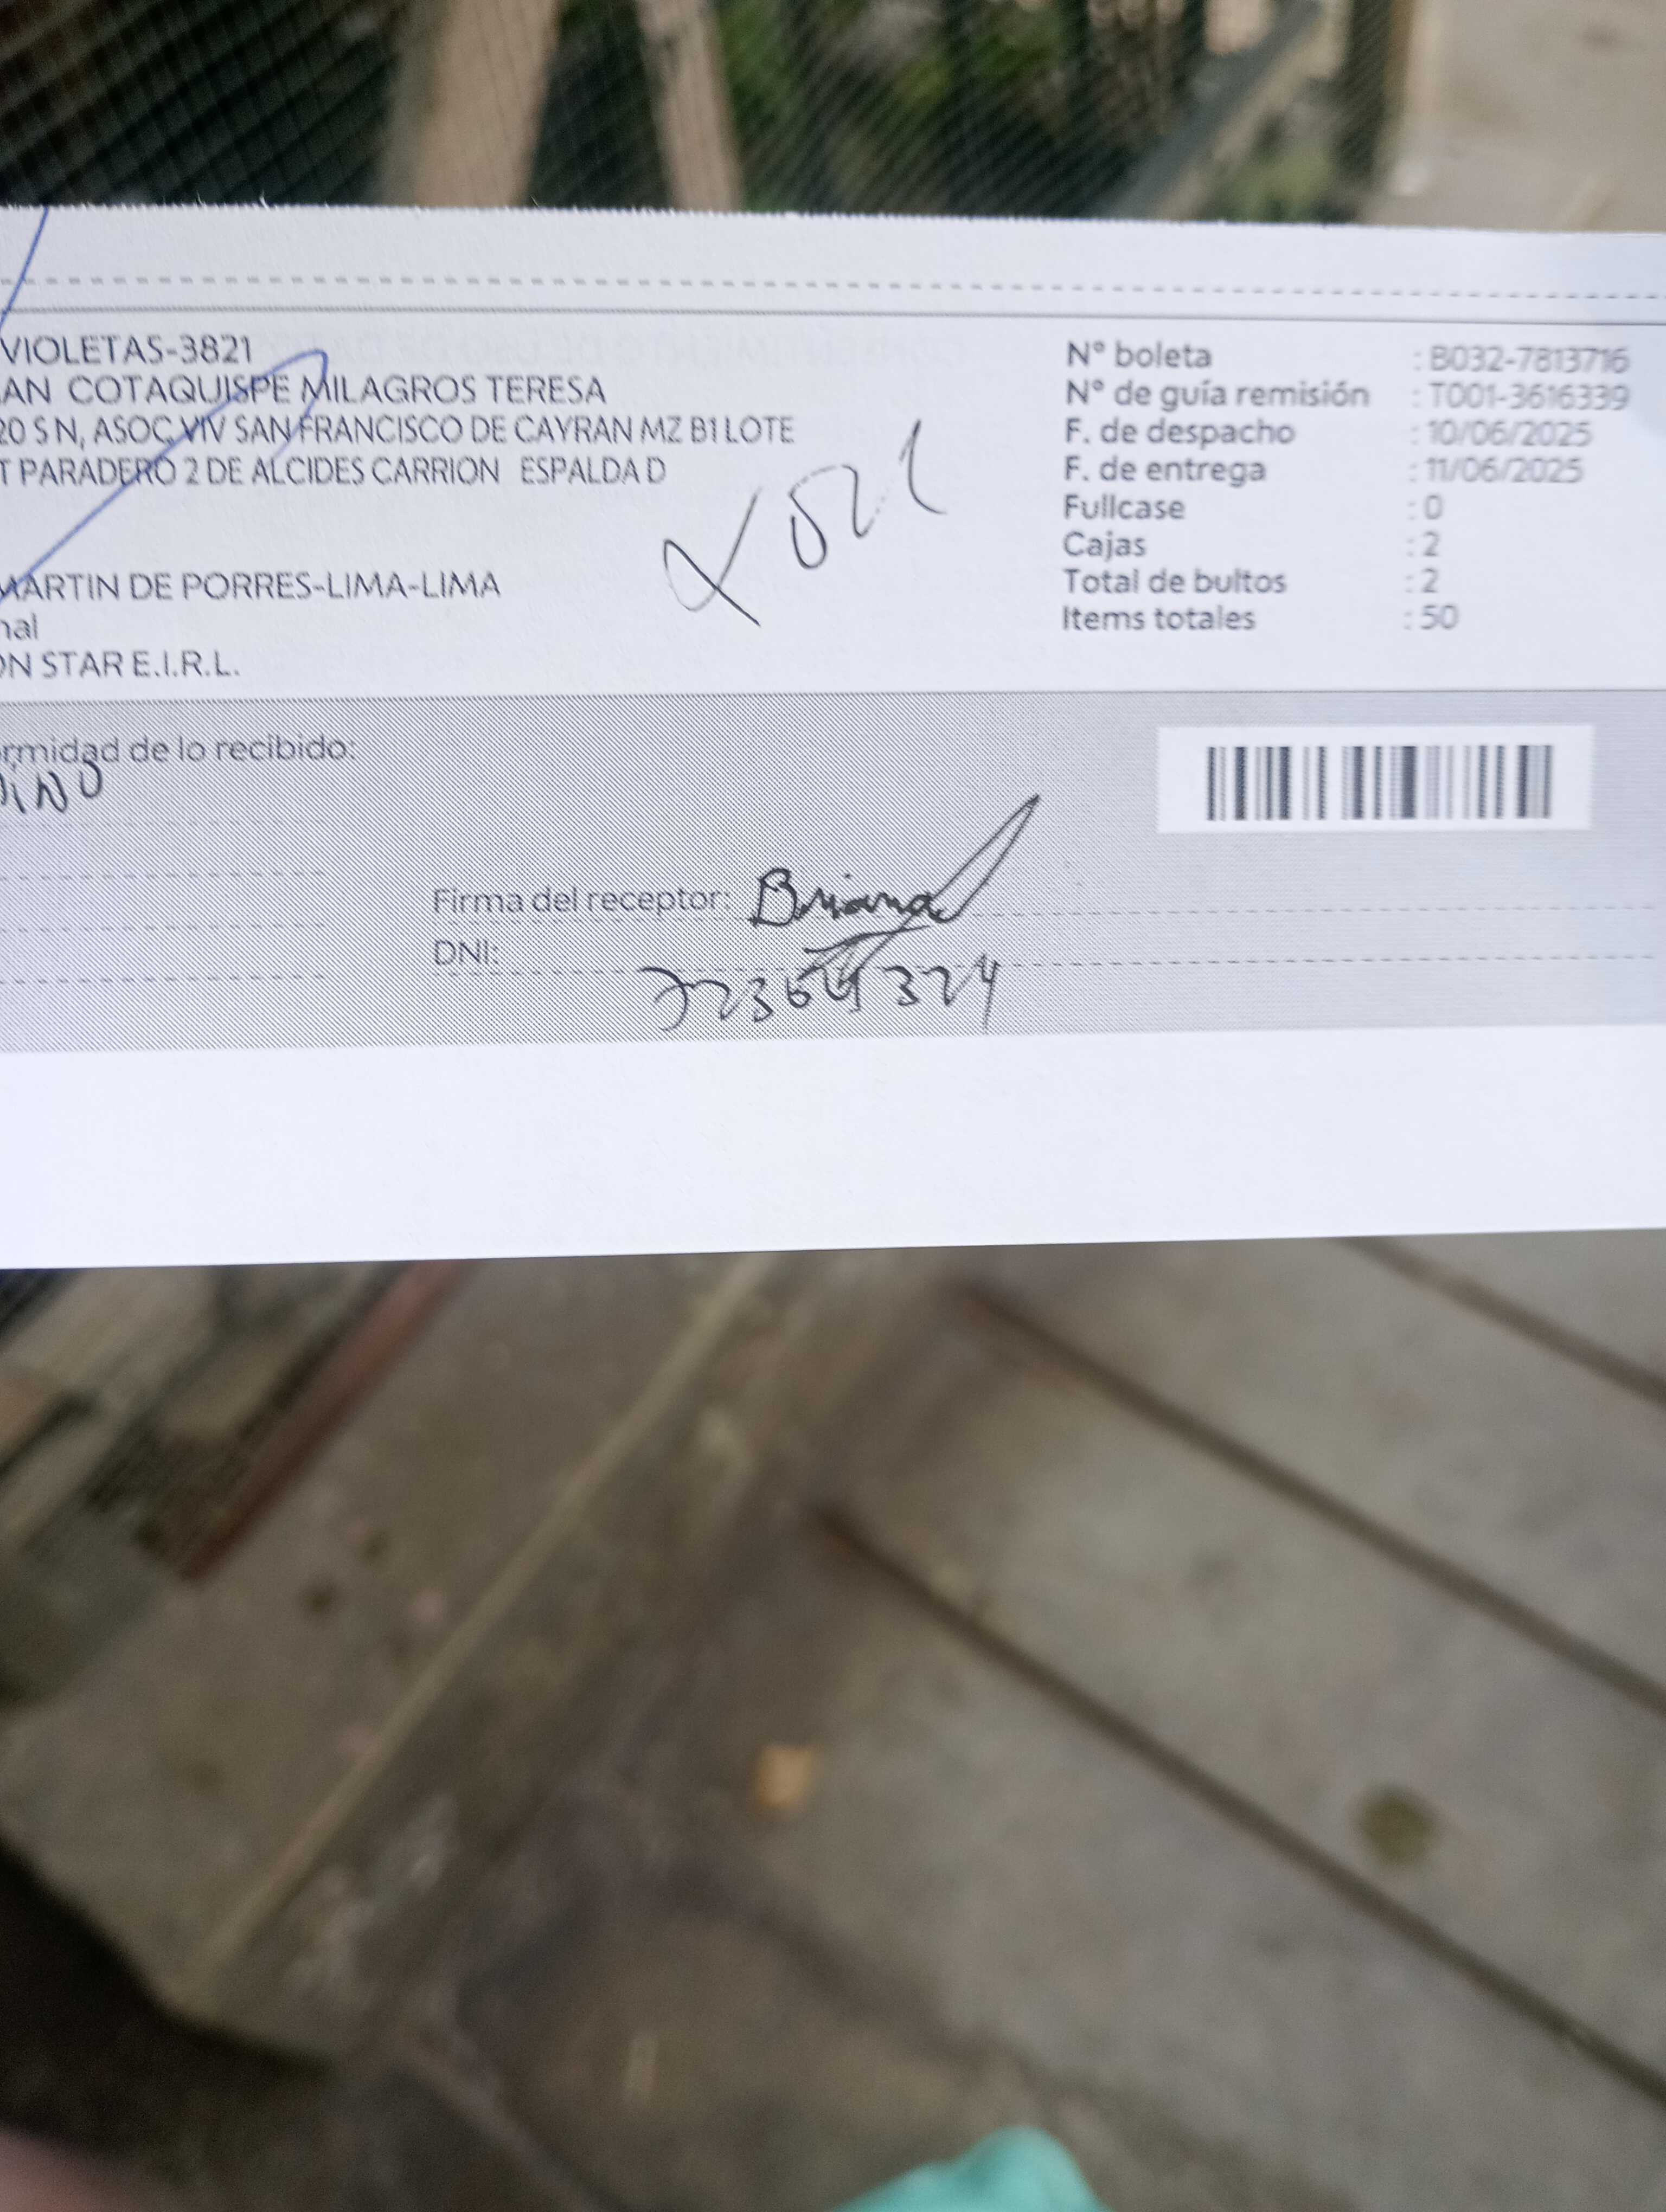 VIOLETAS-3821
AN COTAQUISPE MILAGROS TERESA
20 S N, ASOC VIV SAN FRANCISCO DE CAYRAN MZ B1 LOTE
T PARADERO 2 DE ALCIDES CARRION ESPALDA D
MARTIN DE PORRES-LIMA-LIMA
nal
ON STAR E.I.R.L.
Nº boleta : B032-7813716
Nº de guía remisión : T001-3616339
F. de despacho : 10/06/2025
F. de entrega : 11/06/2025
Fullcase : 0
Cajas : 2
Total de bultos : 2
Items totales : 50
ormidad de lo recibido:
Firma del receptor: Briana
DNI: